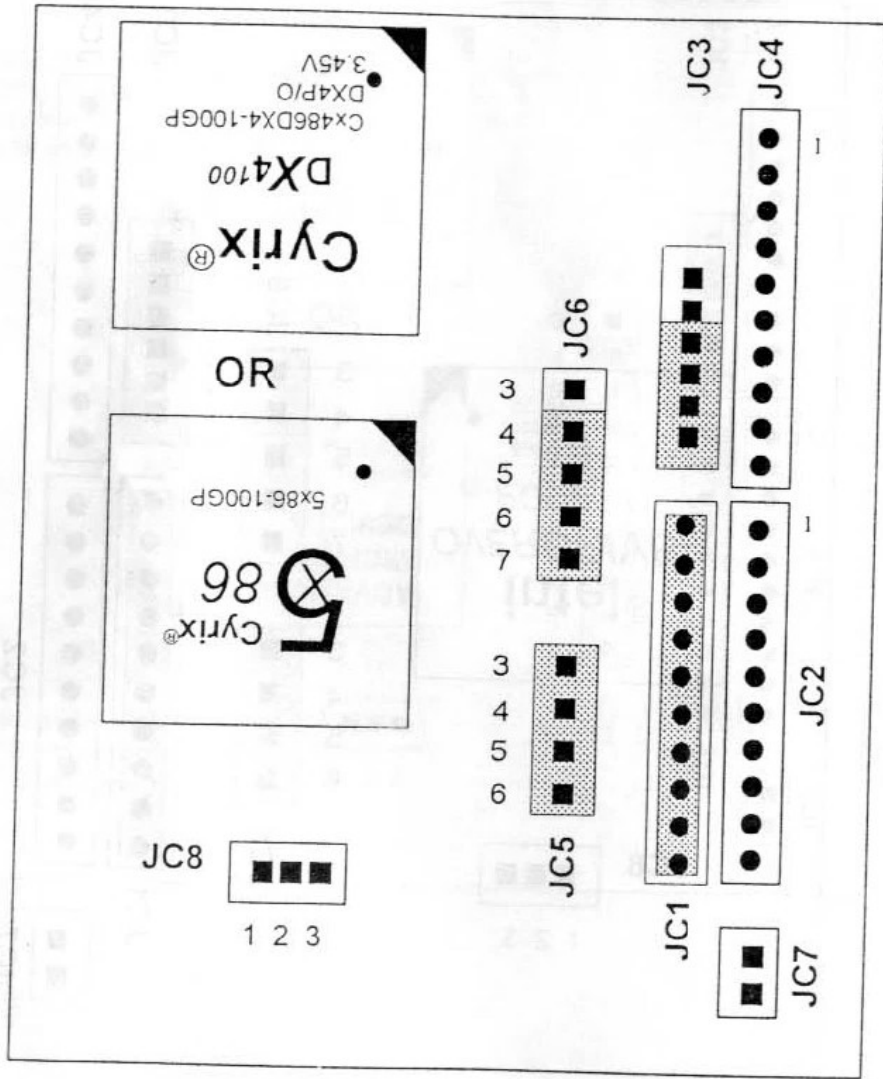 3.45V
DX4P/O
Cx486DX4-100GP
DX4100
Cyrix®
OR
5x86-100GP
5x86
Cyrix®
JC8
1 2 3
JC6
3
4
5
6
7
3
4
5
6
JC5
JC3
JC4
1
1
JC2
JC1
JC7